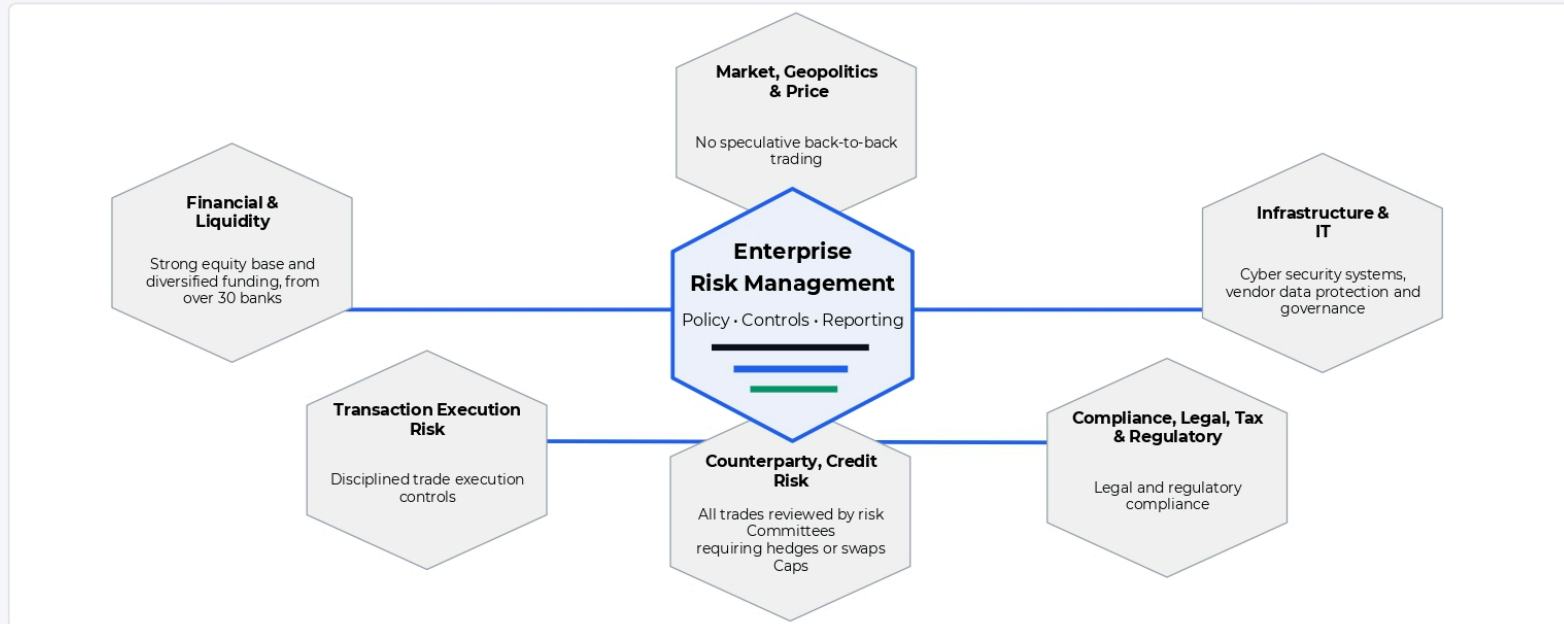 Market, Geopolitics
& Price
No speculative back-to-back
trading
Financial &
Liquidity
Strong equity base and
diversified funding, from
over 30 banks
Enterprise
Risk Management
Policy • Controls • Reporting
Infrastructure &
IT
Cyber security systems,
vendor data protection and
governance
Transaction Execution
Risk
Disciplined trade execution
controls
Counterparty, Credit
Risk
All trades reviewed by risk
Committees
requiring hedges or swaps
Caps
Compliance, Legal, Tax
& Regulatory
Legal and regulatory
compliance